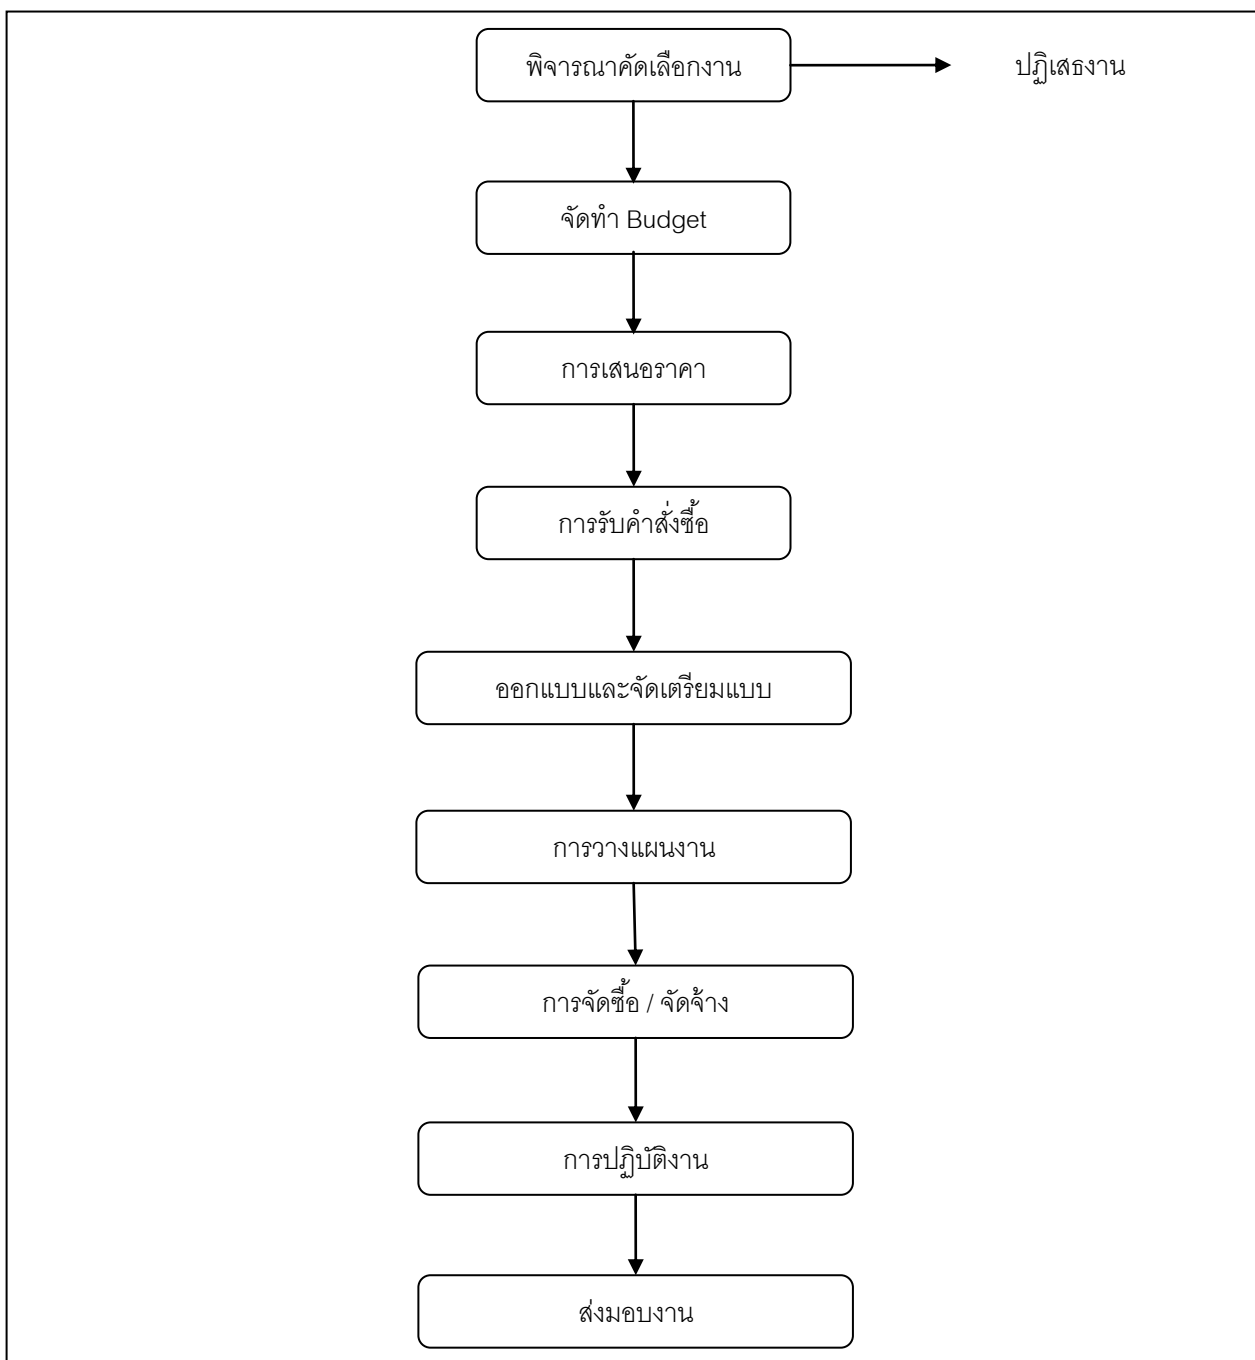 พิจารณาคัดเลือกงาน
ปฏิเสธงาน
จัดทำ Budget
การเสนอราคา
การรับคำสั่งซื้อ
ออกแบบและจัดเตรียมแบบ
การวางแผนงาน
การจัดซื้อ / จัดจ้าง
การปฏิบัติงาน
ส่งมอบงาน